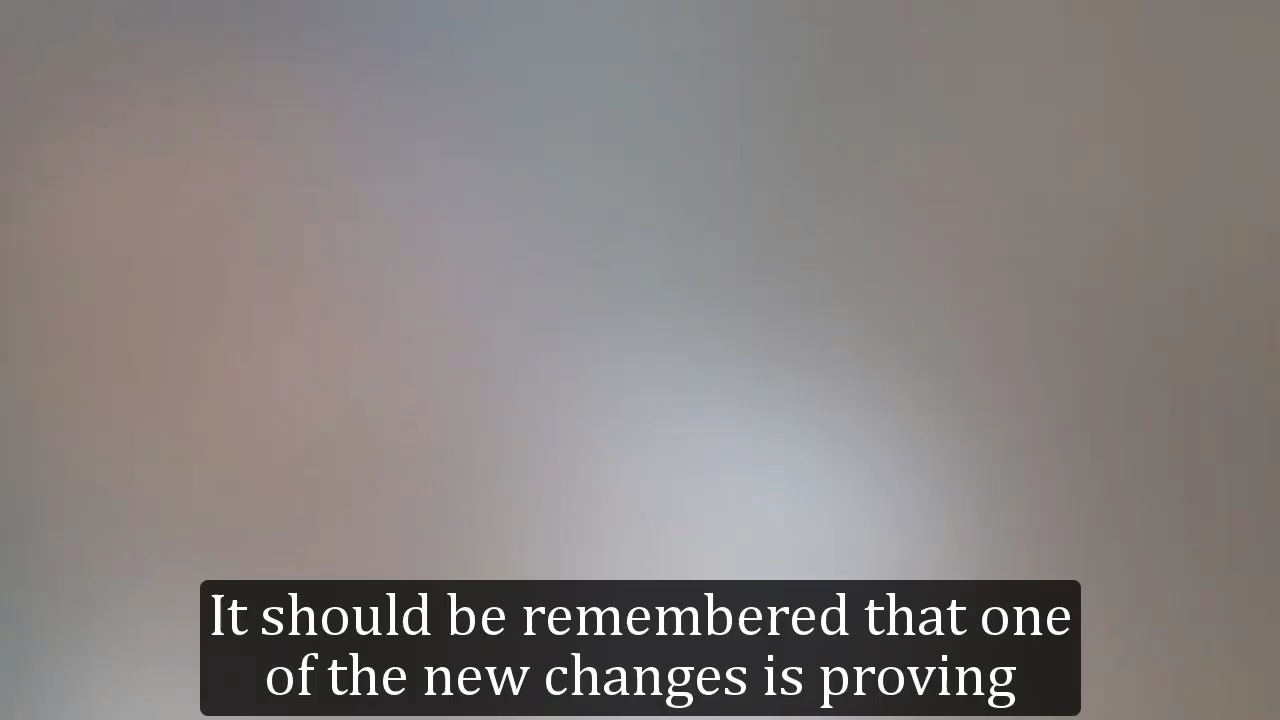 It should be remembered that one
of the new changes is proving